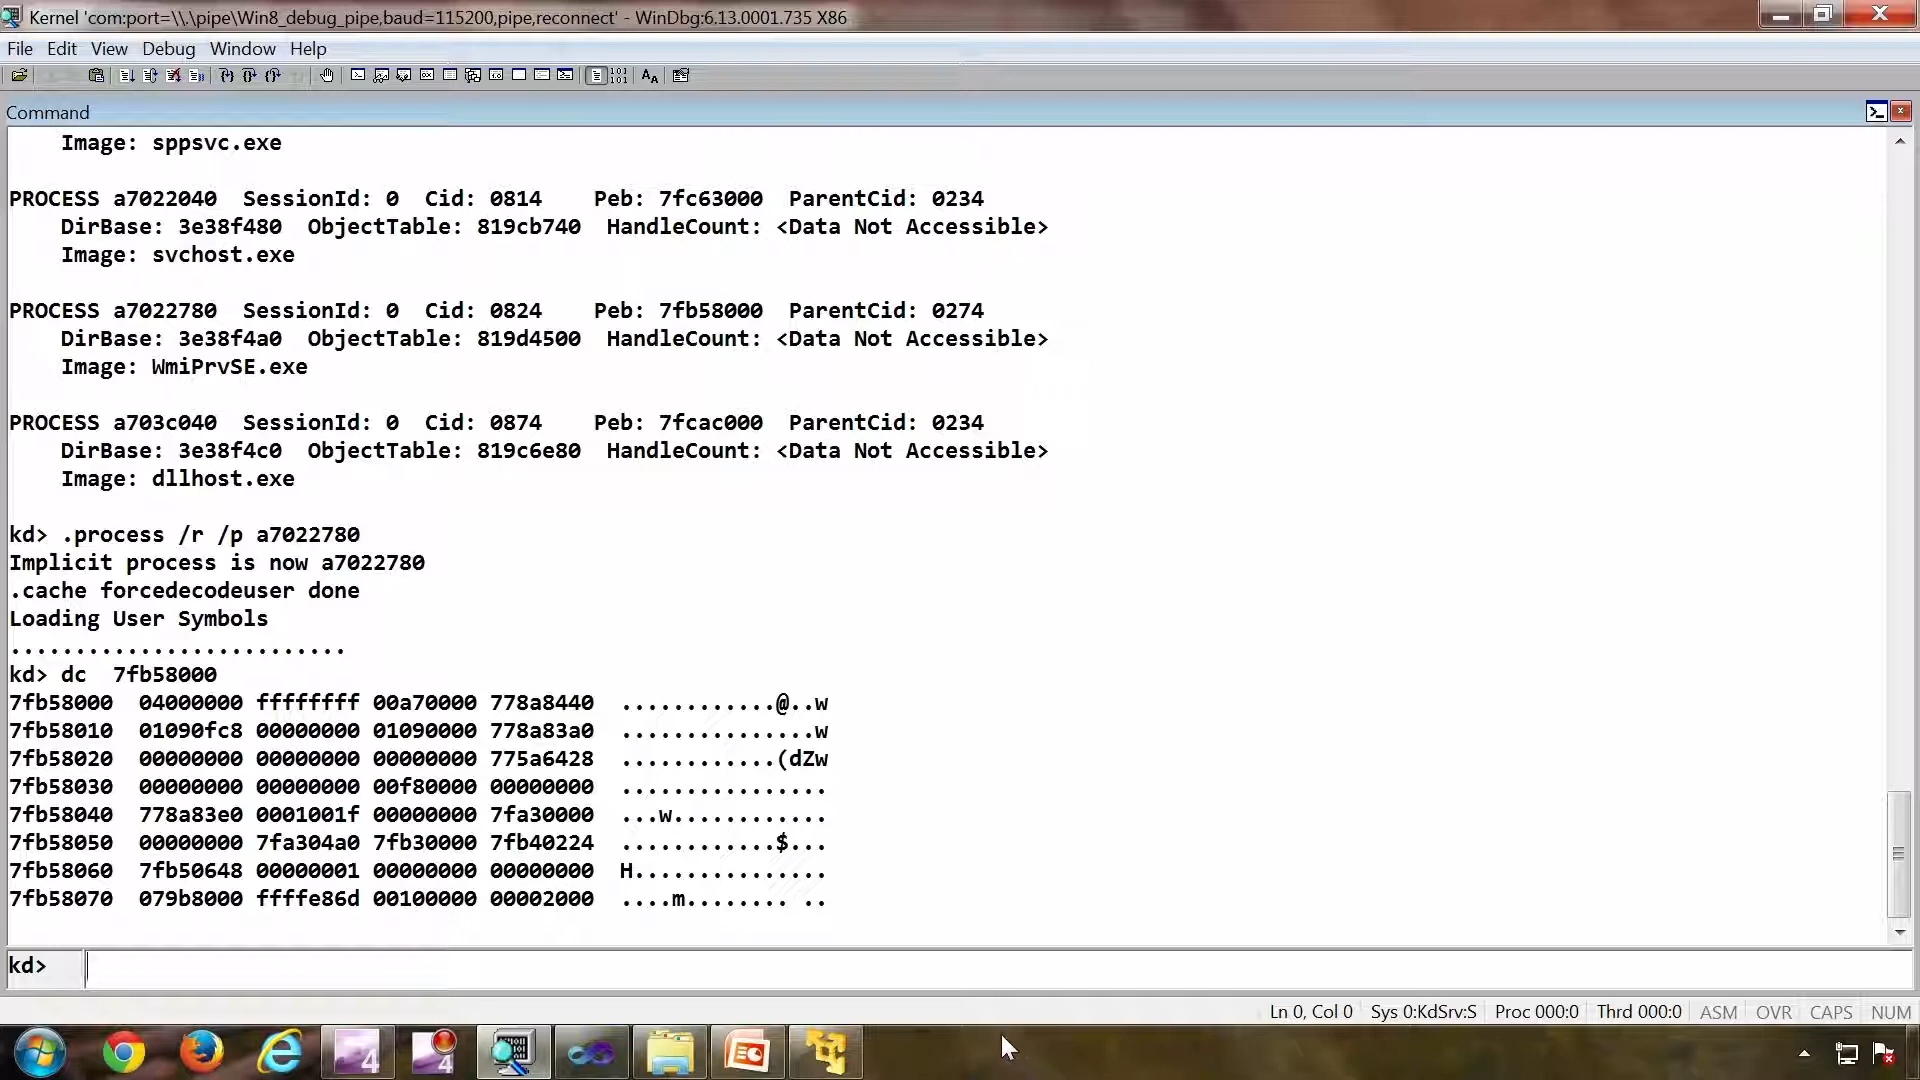 Kernel 'com:port=\\.\pipe\Win8_debug_pipe,baud=115200,pipe,reconnect' - WinDbg:6.13.0001.735 X86
File Edit View Debug Window Help
Command
Image: sppsvc.exe
PROCESS a7022040 SessionId: 0 Cid: 0814 Peb: 7fc63000 ParentCid: 0234
DirBase: 3e38f480 ObjectTable: 819cb740 HandleCount: <Data Not Accessible>
Image: svchost.exe
PROCESS a7022780 SessionId: 0 Cid: 0824 Peb: 7fb58000 ParentCid: 0274
DirBase: 3e38f4a0 ObjectTable: 819d4500 HandleCount: <Data Not Accessible>
Image: WmiPrvSE.exe
PROCESS a703c040 SessionId: 0 Cid: 0874 Peb: 7fcac000 ParentCid: 0234
DirBase: 3e38f4c0 ObjectTable: 819c6e80 HandleCount: <Data Not Accessible>
Image: dllhost.exe
kd> .process /r /p a7022780
Implicit process is now a7022780
.cache forcedecodeuser done
Loading User Symbols
..........................
kd> dc 7fb58000
7fb58000 04000000 ffffffff 00a70000 778a8440 ............@..w
7fb58010 01090fc8 00000000 01090000 778a83a0 ...............w
7fb58020 00000000 00000000 00000000 775a6428 ............(dZw
7fb58030 00000000 00000000 00f80000 00000000 ................
7fb58040 778a83e0 0001001f 00000000 7fa30000 ...w............
7fb58050 00000000 7fa304a0 7fb30000 7fb40224 ............$...
7fb58060 7fb50648 00000001 00000000 00000000 H...............
7fb58070 079b8000 ffffe86d 00100000 00002000 ....m........ ..
kd>
Ln 0, Col 0 Sys 0:KdSrv:S Proc 000:0 Thrd 000:0 ASM OVR CAPS NUM